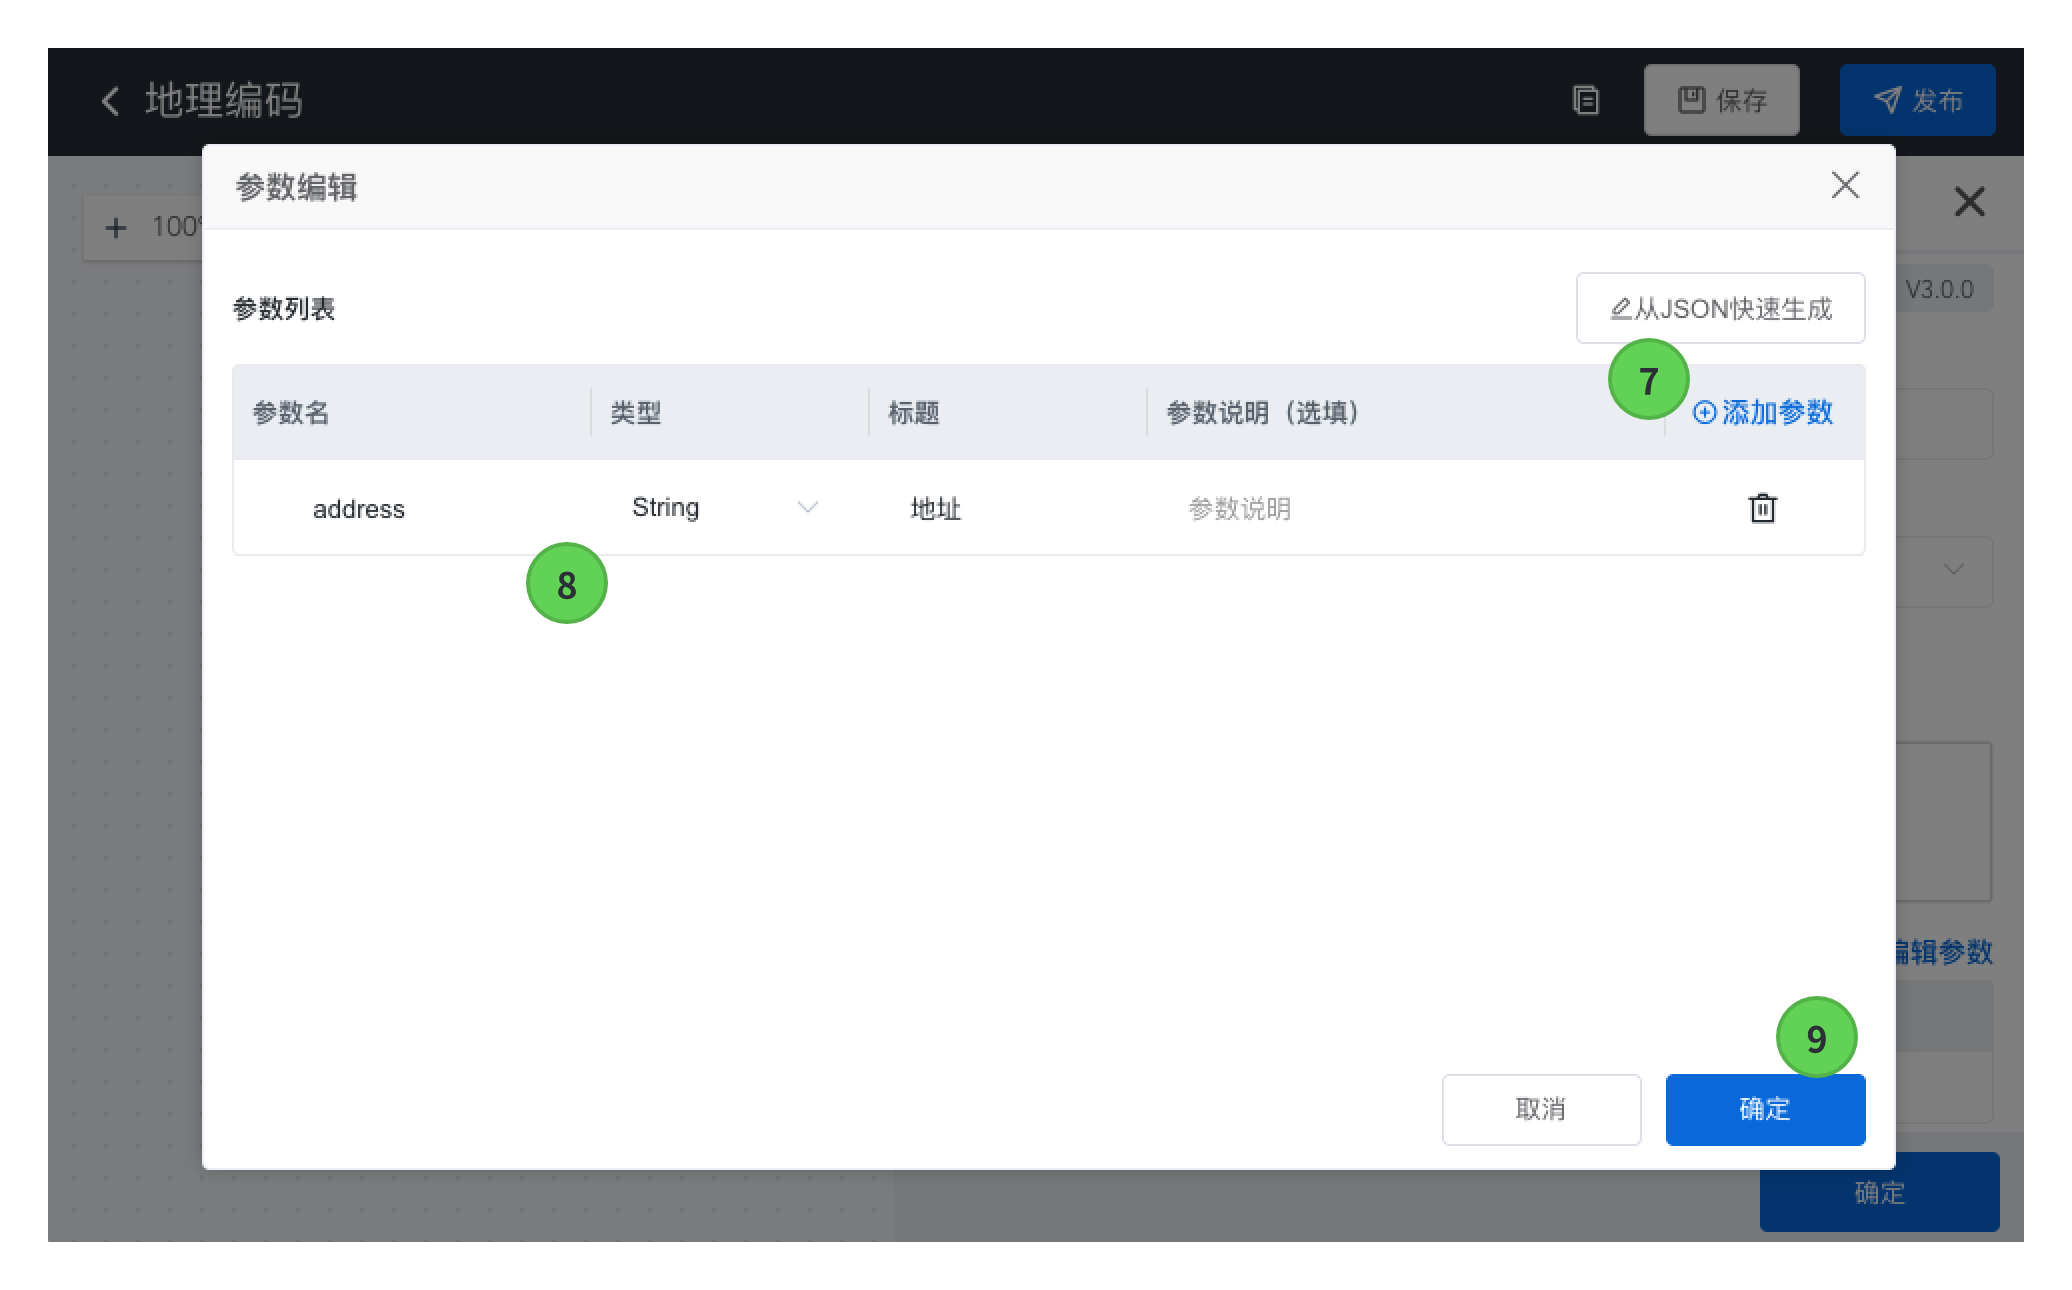 地理编码
保存
发布
参数编辑
100%
V3.0.0
参数列表
从JSON快速生成
7
参数名
类型
标题
参数说明（选填）
添加参数
address
String
地址
参数说明
8
编辑参数
9
取消
确定
确定